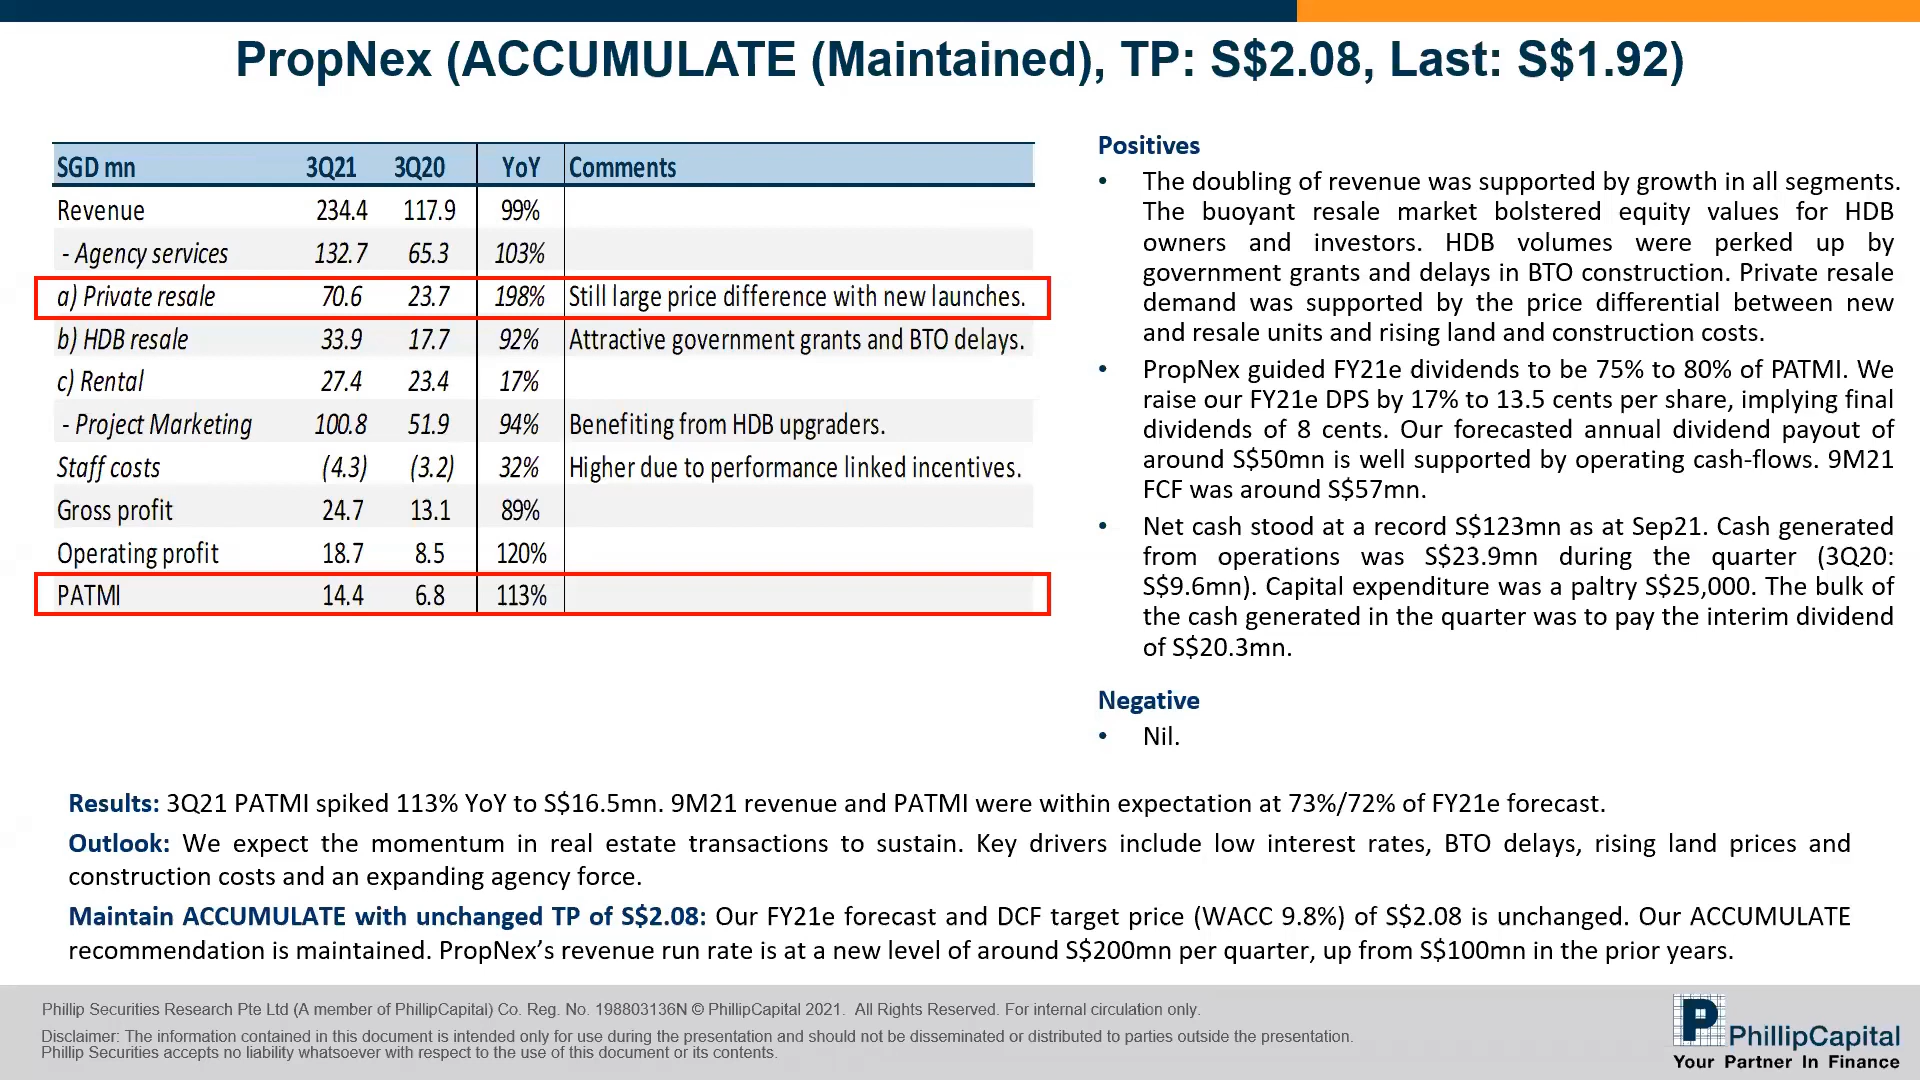 PropNex (ACCUMULATE (Maintained), TP: S$2.08, Last: S$1.92)
SGD mn 3Q21 3Q20 YoY Comments
Revenue 234.4 117.9 99%
- Agency services 132.7 65.3 103%
a) Private resale 70.6 23.7 198% Still large price difference with new launches.
b) HDB resale 33.9 17.7 92% Attractive government grants and BTO delays.
c) Rental 27.4 23.4 17%
- Project Marketing 100.8 51.9 94% Benefiting from HDB upgraders.
Staff costs (4.3) (3.2) 32% Higher due to performance linked incentives.
Gross profit 24.7 13.1 89%
Operating profit 18.7 8.5 120%
PATMI 14.4 6.8 113%
Positives
• The doubling of revenue was supported by growth in all segments.
The buoyant resale market bolstered equity values for HDB
owners and investors. HDB volumes were perked up by
government grants and delays in BTO construction. Private resale
demand was supported by the price differential between new
and resale units and rising land and construction costs.
• PropNex guided FY21e dividends to be 75% to 80% of PATMI. We
raise our FY21e DPS by 17% to 13.5 cents per share, implying final
dividends of 8 cents. Our forecasted annual dividend payout of
around S$50mn is well supported by operating cash-flows. 9M21
FCF was around S$57mn.
• Net cash stood at a record S$123mn as at Sep21. Cash generated
from operations was S$23.9mn during the quarter (3Q20:
S$9.6mn). Capital expenditure was a paltry S$25,000. The bulk of
the cash generated in the quarter was to pay the interim dividend
of S$20.3mn.
Negative
• Nil.
Results: 3Q21 PATMI spiked 113% YoY to S$16.5mn. 9M21 revenue and PATMI were within expectation at 73%/72% of FY21e forecast.
Outlook: We expect the momentum in real estate transactions to sustain. Key drivers include low interest rates, BTO delays, rising land prices and
construction costs and an expanding agency force.
Maintain ACCUMULATE with unchanged TP of S$2.08: Our FY21e forecast and DCF target price (WACC 9.8%) of S$2.08 is unchanged. Our ACCUMULATE
recommendation is maintained. PropNex’s revenue run rate is at a new level of around S$200mn per quarter, up from S$100mn in the prior years.
Phillip Securities Research Pte Ltd (A member of PhillipCapital) Co. Reg. No. 198803136N © PhillipCapital 2021. All Rights Reserved. For internal circulation only.
Disclaimer: The information contained in this document is intended only for use during the presentation and should not be disseminated or distributed to parties outside the presentation.
Phillip Securities accepts no liability whatsoever with respect to the use of this document or its contents.
P PhillipCapital
Your Partner In Finance